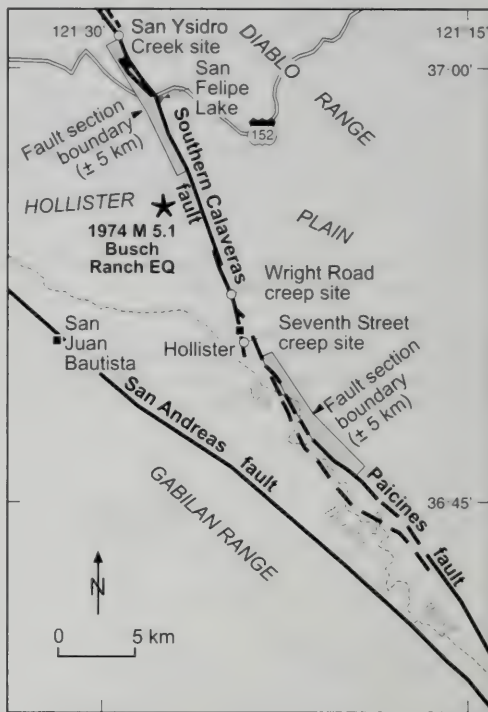 121 30'
121 15'
San Ysidro
Creek site
37 00'
San
Felipe
Lake
DIABLO
RANGE
152
Fault section
boundary
(± 5 km)
Southern Calaveras
fault
HOLLISTER
PLAIN
1974 M 5.1
Busch
Ranch EQ
Wright Road
creep site
Seventh Street
creep site
Hollister
San
Juan
Bautista
Fault section
boundary
(± 5 km)
San Andreas
fault
Paicines
fault
36 45'
GABILAN RANGE
N
0 5 km